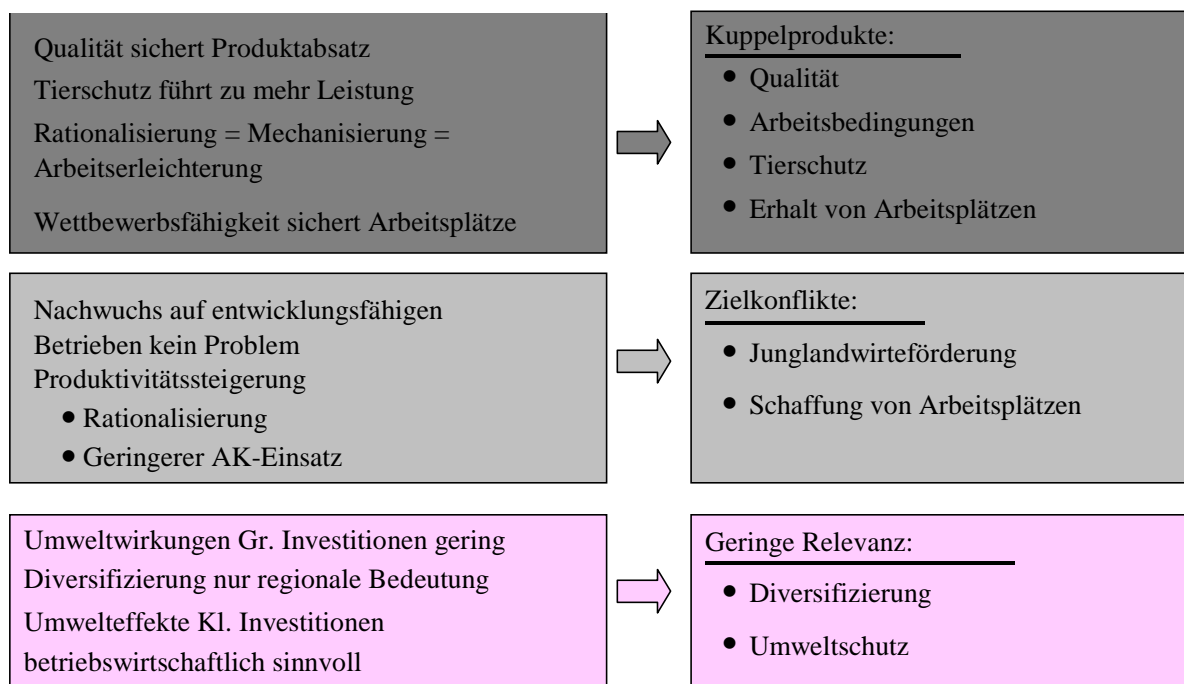 Qualität sichert Produktabsatz
Tierschutz führt zu mehr Leistung
Rationalisierung = Mechanisierung =
Arbeitserleichterung
Wettbewerbsfähigkeit sichert Arbeitsplätze
Kuppelprodukte:
• Qualität
• Arbeitsbedingungen
• Tierschutz
• Erhalt von Arbeitsplätzen
Nachwuchs auf entwicklungsfähigen
Betrieben kein Problem
Produktivitätssteigerung
• Rationalisierung
• Geringerer AK-Einsatz
Zielkonflikte:
• Junglandwirteförderung
• Schaffung von Arbeitsplätzen
Umweltwirkungen Gr. Investitionen gering
Diversifizierung nur regionale Bedeutung
Umwelteffekte Kl. Investitionen
betriebswirtschaftlich sinnvoll
Geringe Relevanz:
• Diversifizierung
• Umweltschutz